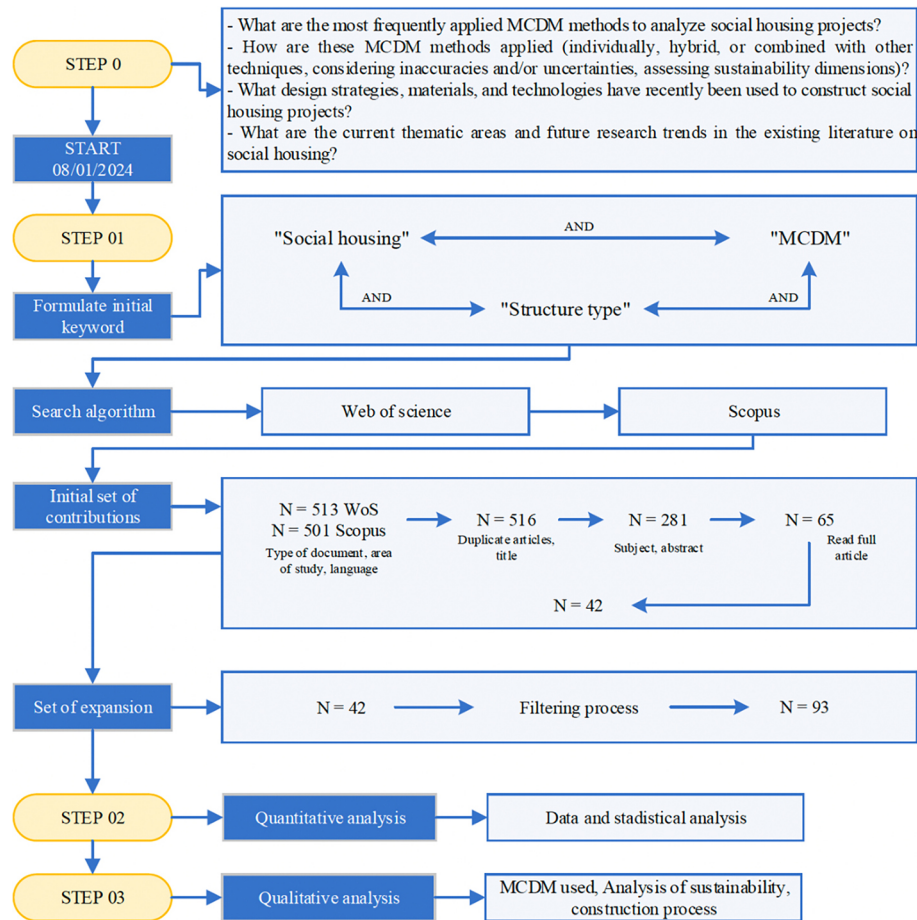 STEP 0
- What are the most frequently applied MCDM methods to analyze social housing projects?
- How are these MCDM methods applied (individually, hybrid, or combined with other
techniques, considering inaccuracies and/or uncertainties, assessing sustainability dimensions)?
- What design strategies, materials, and technologies have recently been used to construct social
housing projects?
- What are the current thematic areas and future research trends in the existing literature on
social housing?
START
08/01/2024
STEP 01
Formulate initial
keyword
"Social housing"
AND
"MCDM"
AND
AND
"Structure type"
Search algorithm
Web of science
Scopus
Initial set of
contributions
N = 513 WoS
N = 501 Scopus
Type of document, area
of study, language
N = 516
Duplicate articles,
title
N = 281
Subject, abstract
N = 65
Read full
article
N = 42
Set of expansion
N = 42
Filtering process
N = 93
STEP 02
Quantitative analysis
Data and stadistical analysis
STEP 03
Qualitative analysis
MCDM used, Analysis of sustainability,
construction process